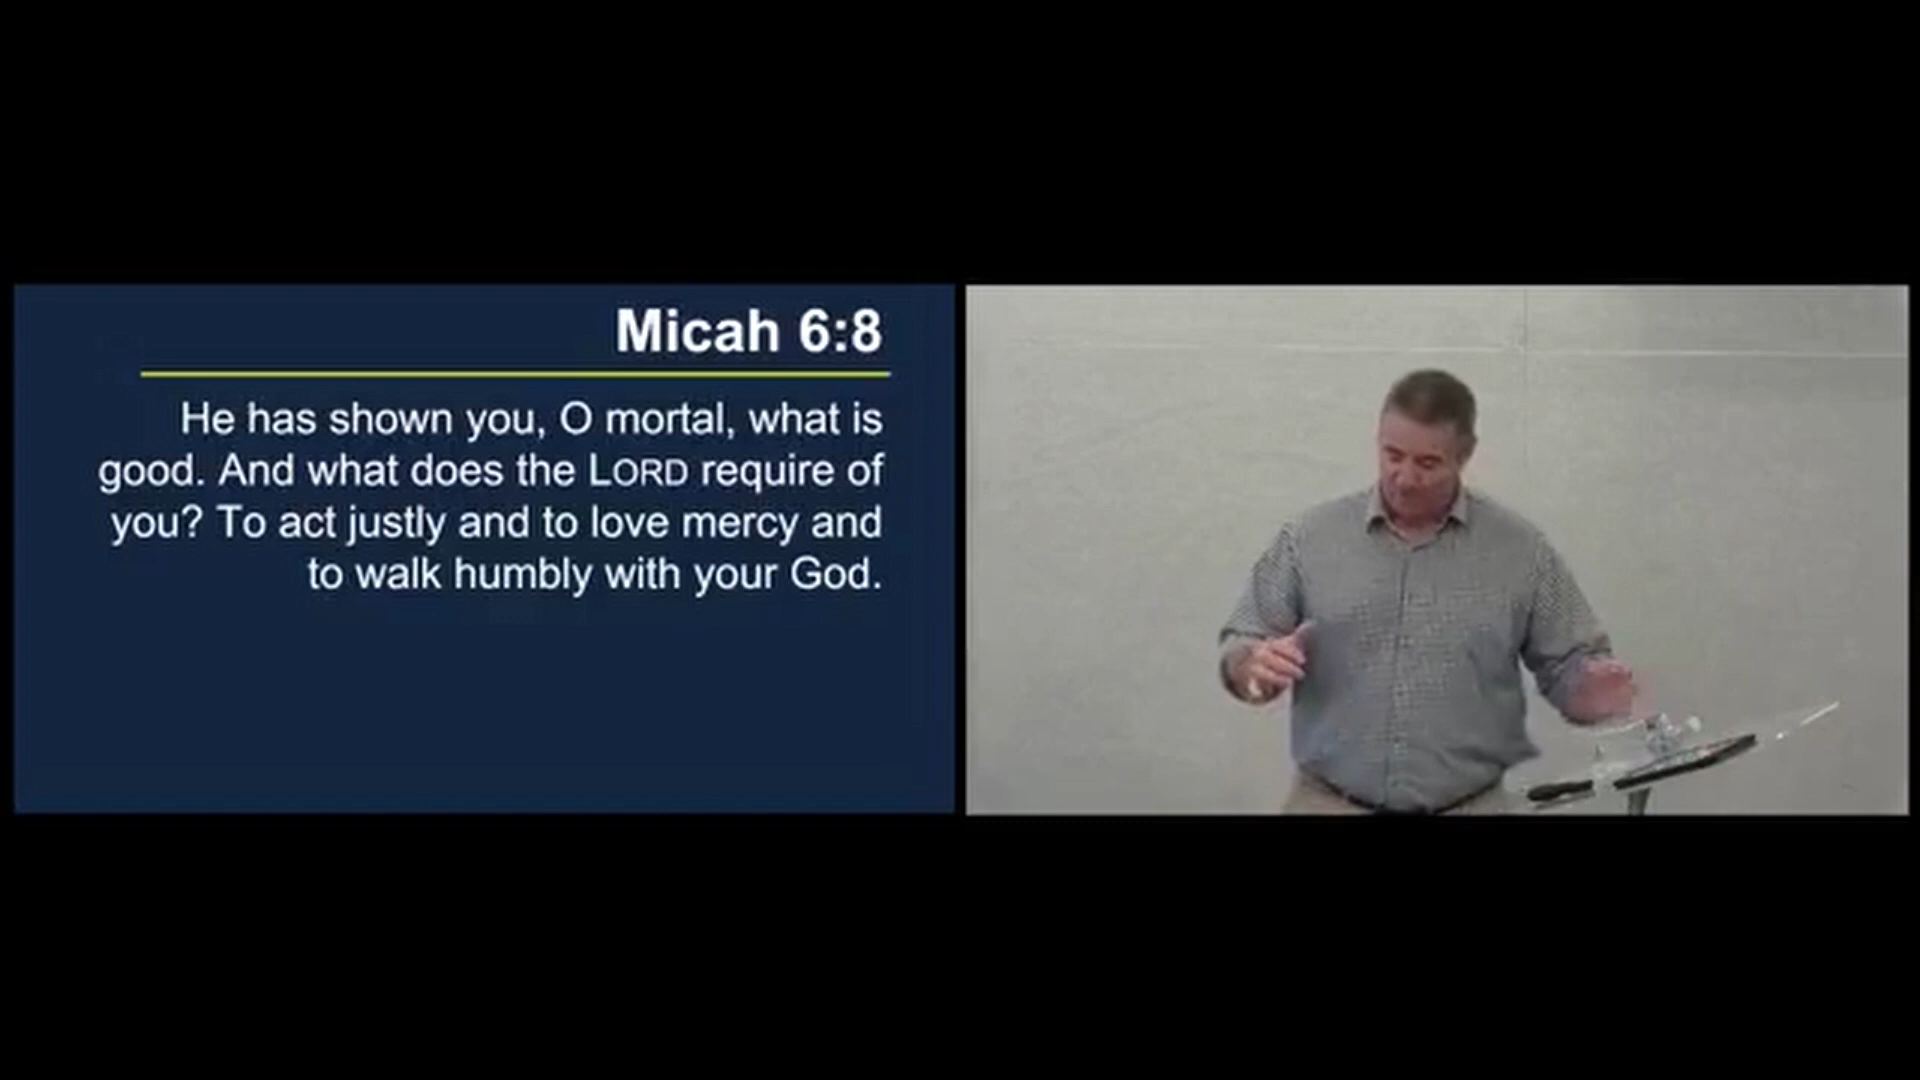 Micah 6:8
He has shown you, O mortal, what is
good. And what does the LORD require of
you? To act justly and to love mercy and
to walk humbly with your God.